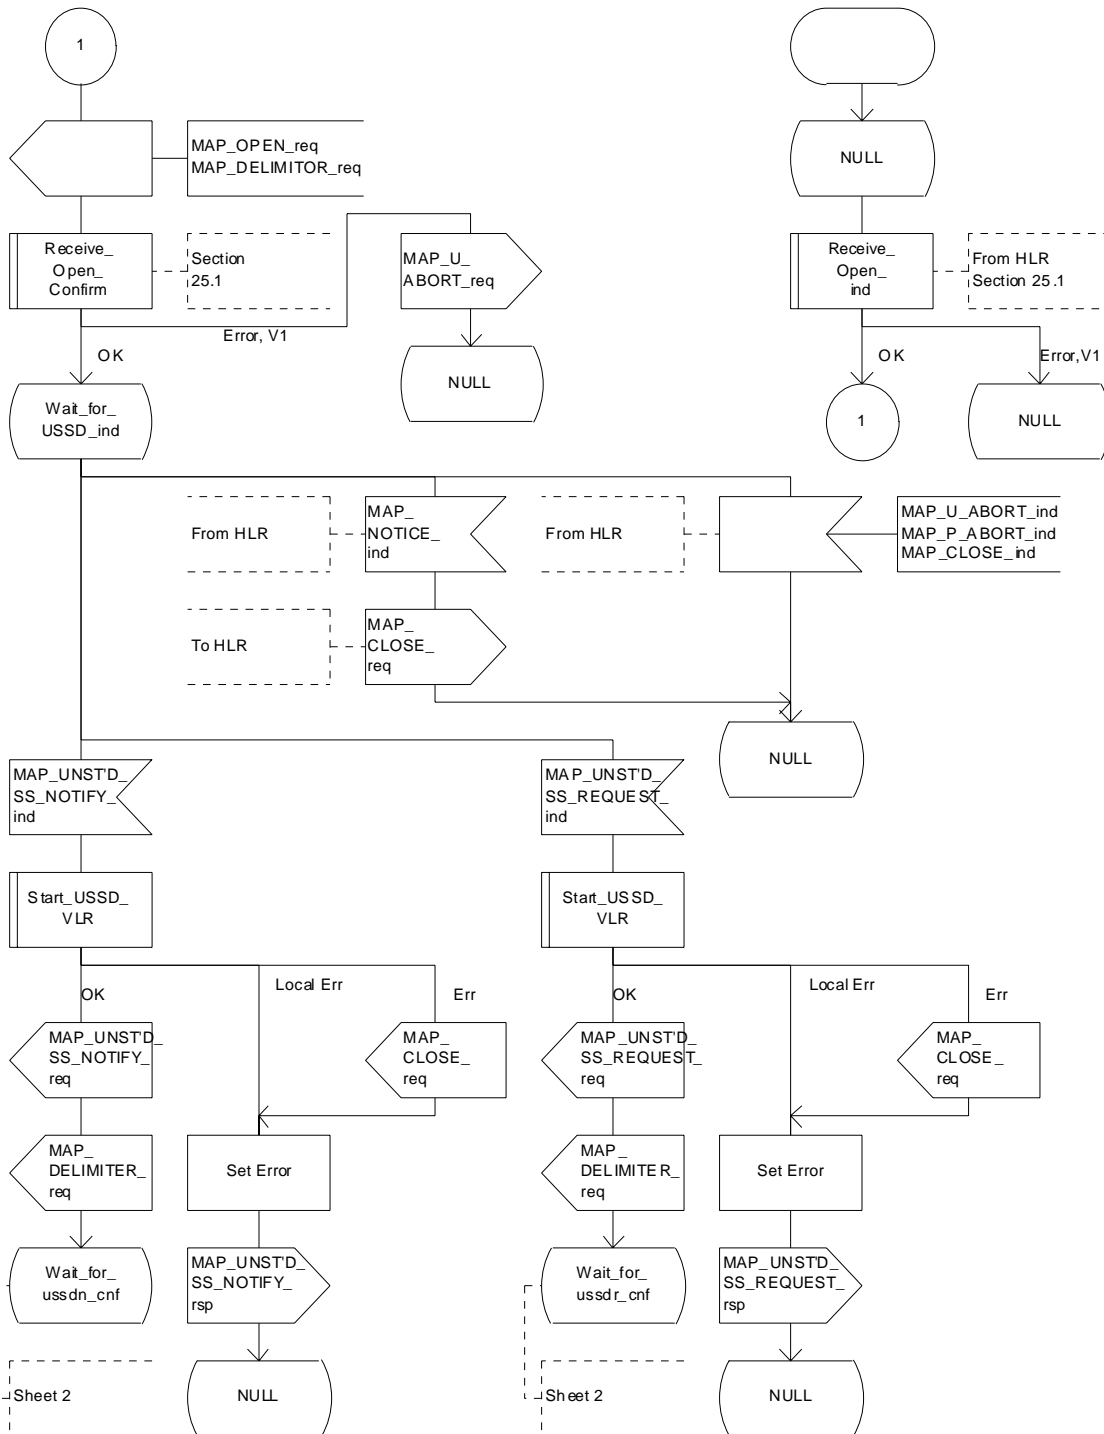 1
MAP_OPEN_req
MAP_DELIMITOR_req
NULL
Receive_
Open_
Confirm
Section
25.1
MAP_U_
ABORT_req
Receive_
Open_
ind
From HLR
Section 25.1
Error, V1
OK
NULL
OK
Error,V1
Wait_for_
USSD_ind
1
NULL
From HLR
MAP_
NOTICE_
ind
From HLR
MAP_U_ABORT_ind
MAP_P_ABORT_ind
MAP_CLOSE_ind
To HLR
MAP_
CLOSE_
req
NULL
MAP_UNST'D_
SS_NOTIFY_
ind
MAP_UNST'D_
SS_REQUEST_
ind
Start_USSD_
VLR
Start_USSD_
VLR
OK
Local Err
Err
OK
Local Err
Err
MAP_UNST'D_
SS_NOTIFY_
req
MAP_
CLOSE_
req
MAP_UNST'D_
SS_REQUEST_
req
MAP_
CLOSE_
req
MAP_
DELIMITER_
req
Set Error
MAP_
DELIMITER_
req
Set Error
Wait_for_
ussdn_cnf
MAP_UNST'D_
SS_NOTIFY_
rsp
Wait_for_
ussdr_cnf
MAP_UNST'D_
SS_REQUEST_
rsp
Sheet 2
NULL
Sheet 2
NULL